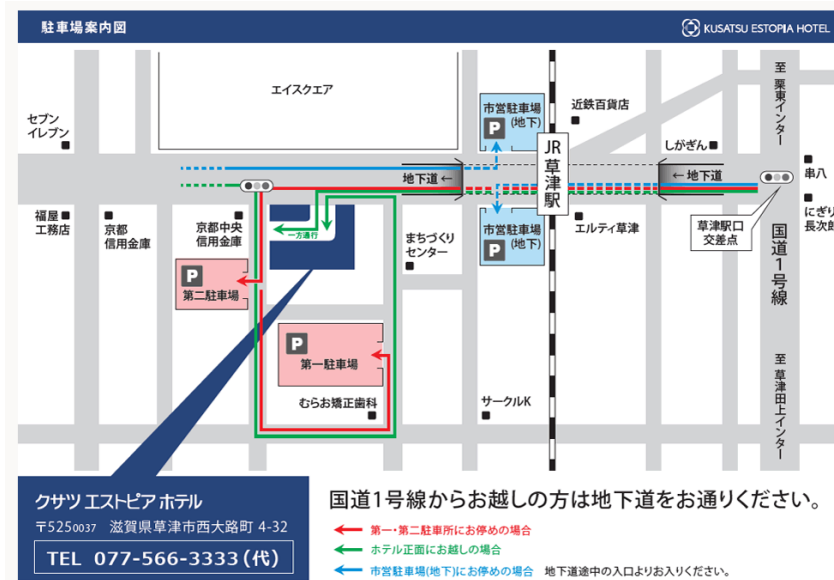 駐車場案内図
KUSATSU ESTOPIA HOTEL
エイスクエア
セブン
イレブン
市営駐車場
(地下)
P
近鉄百貨店
至 栗東インター
しがぎん
JR草津駅
地下道←
←地下道
串八
福屋
工務店
京都
信用金庫
京都中央
信用金庫
一方通行
まちづくり
センター
市営駐車場
P
(地下)
エルティ草津
草津駅口
交差点
国道1号線
にぎり
長次郎
P
第二駐車場
P
第一駐車場
むらお矯正歯科
サークルK
至 草津田上インター
クサツ エストピア ホテル
〒5250037 滋賀県草津市西大路町 4-32
TEL 077-566-3333(代)
国道1号線からお越しの方は地下道をお通りください。
← 第一・第二駐車所にお停めの場合
← ホテル正面にお越しの場合
← 市営駐車場(地下)にお停めの場合 地下道途中の入口よりお入りください。